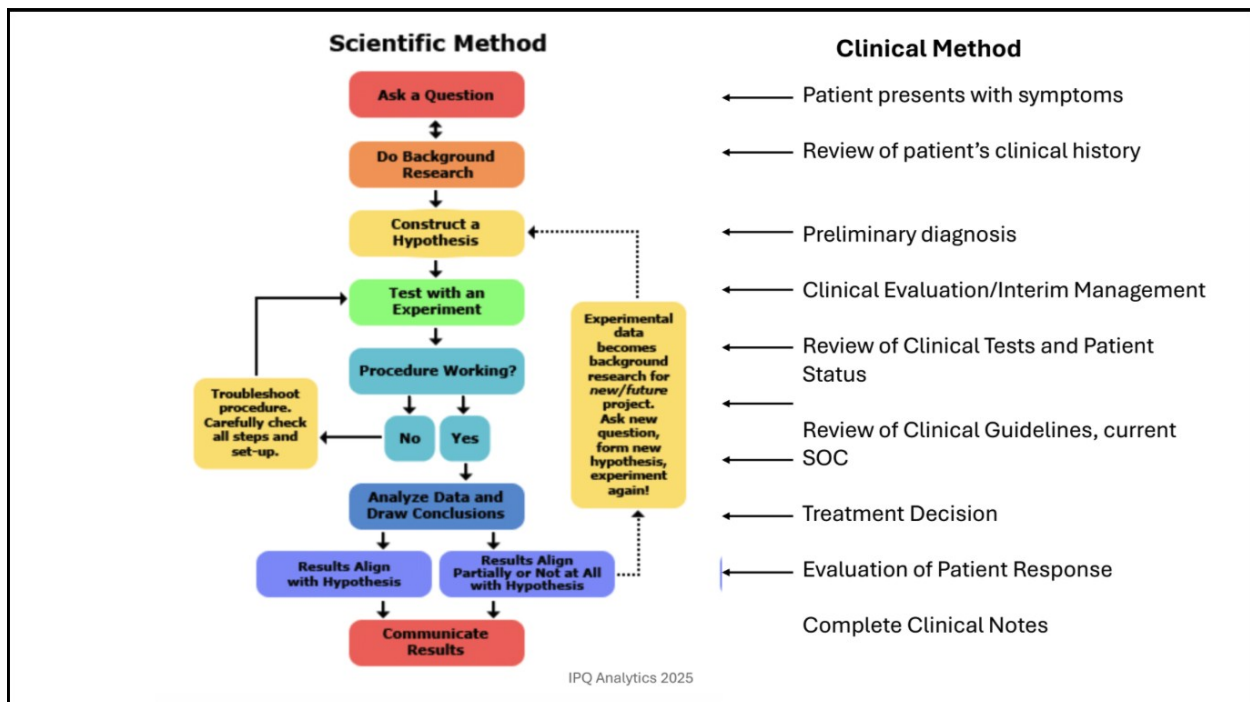 Scientific Method
Ask a Question
Do Background
Research
Construct a
Hypothesis
Test with an
Experiment
Procedure Working?
No
Yes
Troubleshoot
procedure.
Carefully check
all steps and
set-up.
Analyze Data and
Draw Conclusions
Results Align
with Hypothesis
Results Align
Partially or Not at All
with Hypothesis
Communicate
Results
Experimental
data
becomes
background
research for
new/future
project.
Ask new
question,
form new
hypothesis,
experiment
again!
Clinical Method
Patient presents with symptoms
Review of patient’s clinical history
Preliminary diagnosis
Clinical Evaluation/Interim Management
Review of Clinical Tests and Patient
Status
Review of Clinical Guidelines, current
SOC
Treatment Decision
Evaluation of Patient Response
Complete Clinical Notes
IPQ Analytics 2025